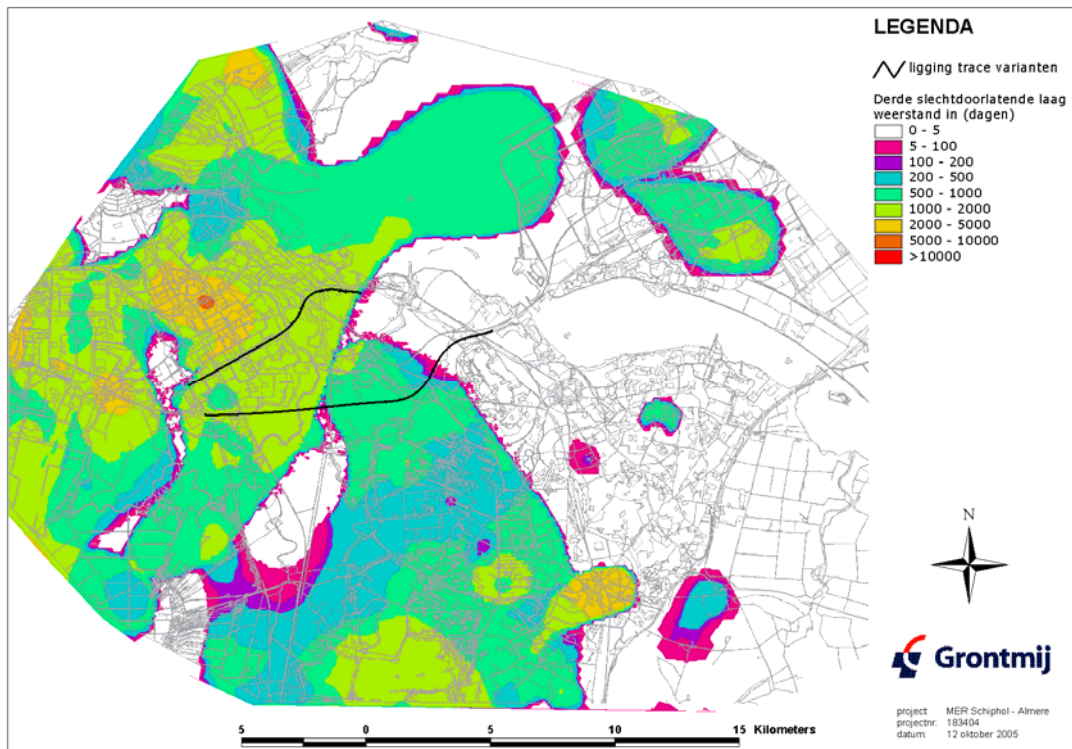 LEGENDA
ligging trace varianten
Derde slechtdoorlatende laag
weerstand in (dagen)
0 - 5
5 - 100
100 - 200
200 - 500
500 - 1000
1000 - 2000
2000 - 5000
5000 - 10000
>10000
N
Grontmij
project: MER Schiphol - Almere
projectnr: 183404
datum: 12 oktober 2005
5 0 5 10 15 Kilometers